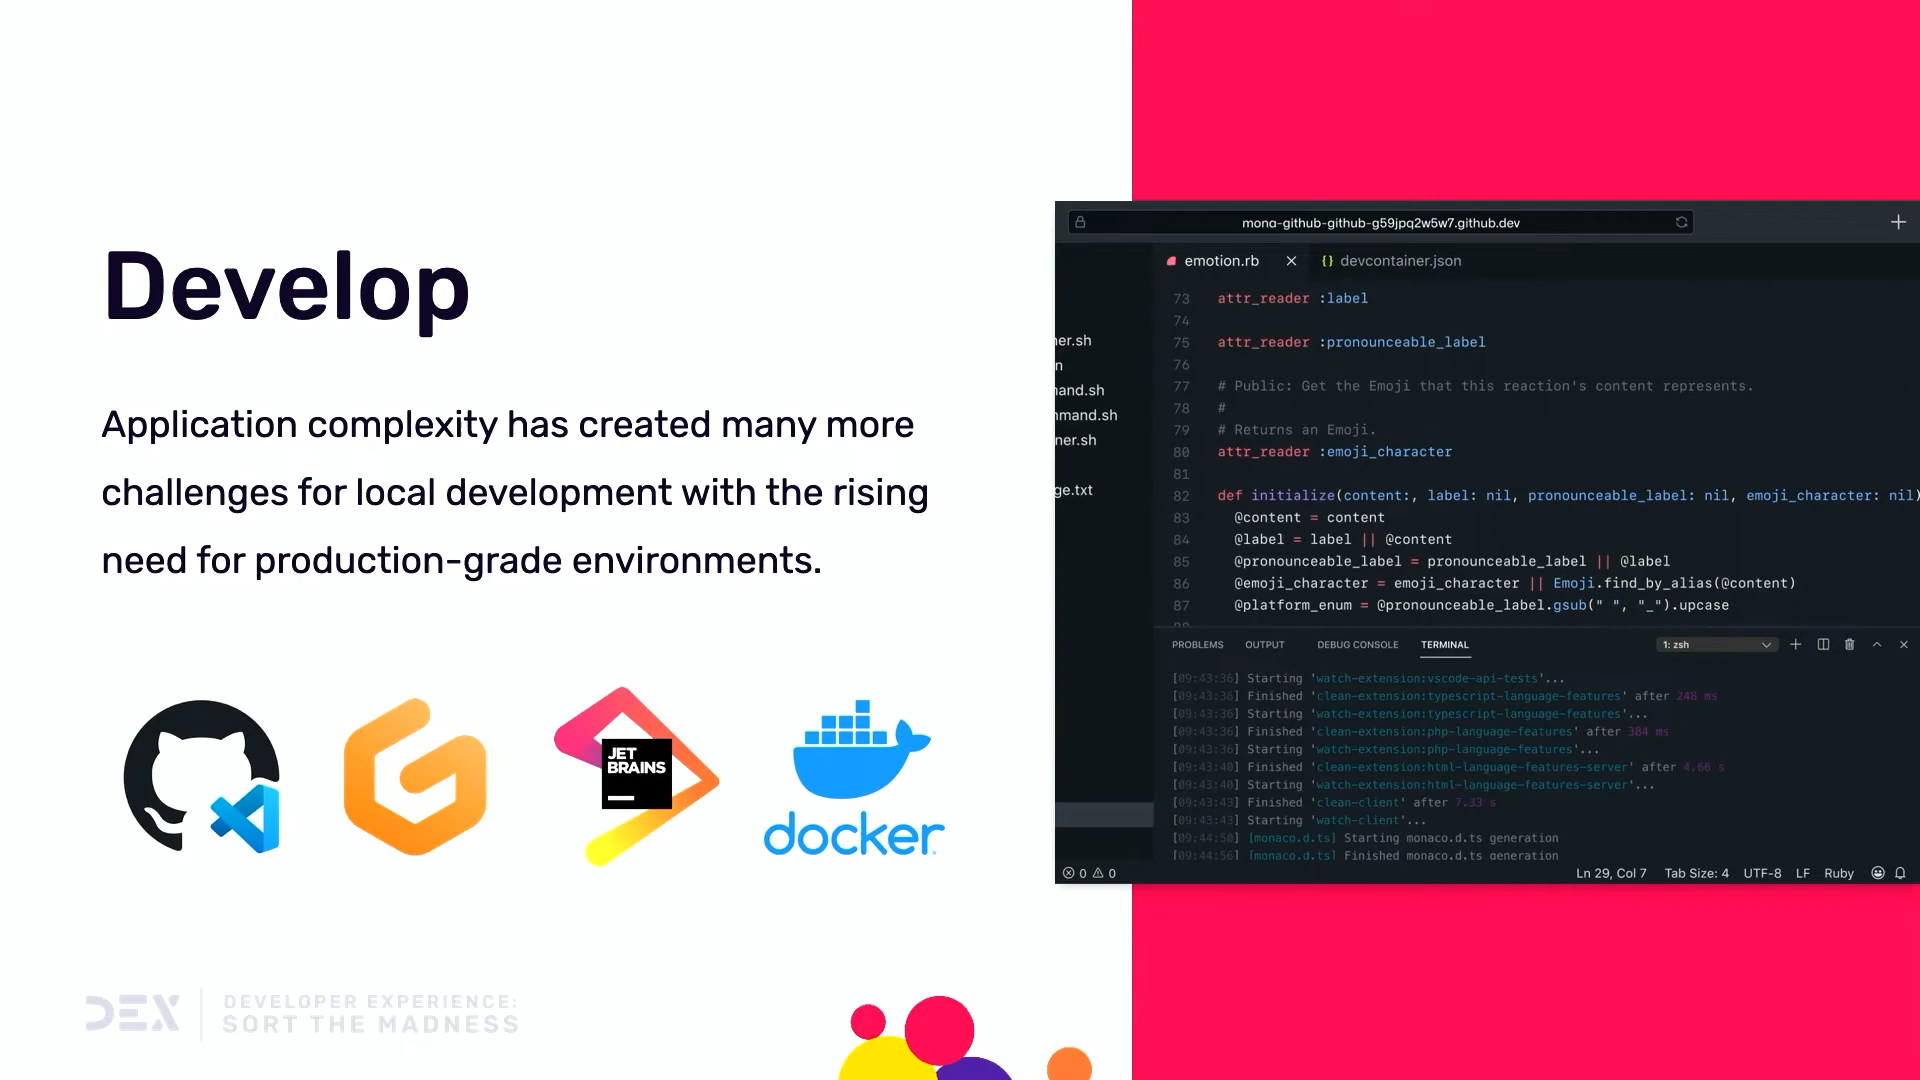 Develop
Application complexity has created many more
challenges for local development with the rising
need for production-grade environments.
JET
BRAINS
docker
DEX
DEVELOPER EXPERIENCE:
SORT THE MADNESS
mona-github-github-g59jpq2w5w7.github.dev
emotion.rb
{} devcontainer.json
ner.sh
n
mand.sh
mmand.sh
ner.sh
ge.txt
73 attr_reader :label
74
75 attr_reader :pronounceable_label
76
77 # Public: Get the Emoji that this reaction's content represents.
78 #
79 # Returns an Emoji.
80 attr_reader :emoji_character
81
82 def initialize(content:, label: nil, pronounceable_label: nil, emoji_character: nil)
83 @content = content
84 @label = label || @content
85 @pronounceable_label = pronounceable_label || @label
86 @emoji_character = emoji_character || Emoji.find_by_alias(@content)
87 @platform_enum = @pronounceable_label.gsub(" ", "_").upcase
PROBLEMS OUTPUT DEBUG CONSOLE TERMINAL 1: zsh
[09:43:36] Starting 'watch-extension:vscode-api-tests'...
[09:43:36] Finished 'clean-extension:typescript-language-features' after 248 ms
[09:43:36] Starting 'watch-extension:typescript-language-features'...
[09:43:36] Finished 'clean-extension:php-language-features' after 384 ms
[09:43:36] Starting 'watch-extension:php-language-features'...
[09:43:40] Finished 'clean-extension:html-language-features-server' after 4.66 s
[09:43:40] Starting 'watch-extension:html-language-features-server'...
[09:43:43] Finished 'clean-client' after 7.33 s
[09:43:43] Starting 'watch-client'...
[09:44:50] [monaco.d.ts] Starting monaco.d.ts generation
[09:44:56] [monaco.d.ts] Finished monaco.d.ts generation
0 0 Ln 29, Col 7 Tab Size: 4 UTF-8 LF Ruby